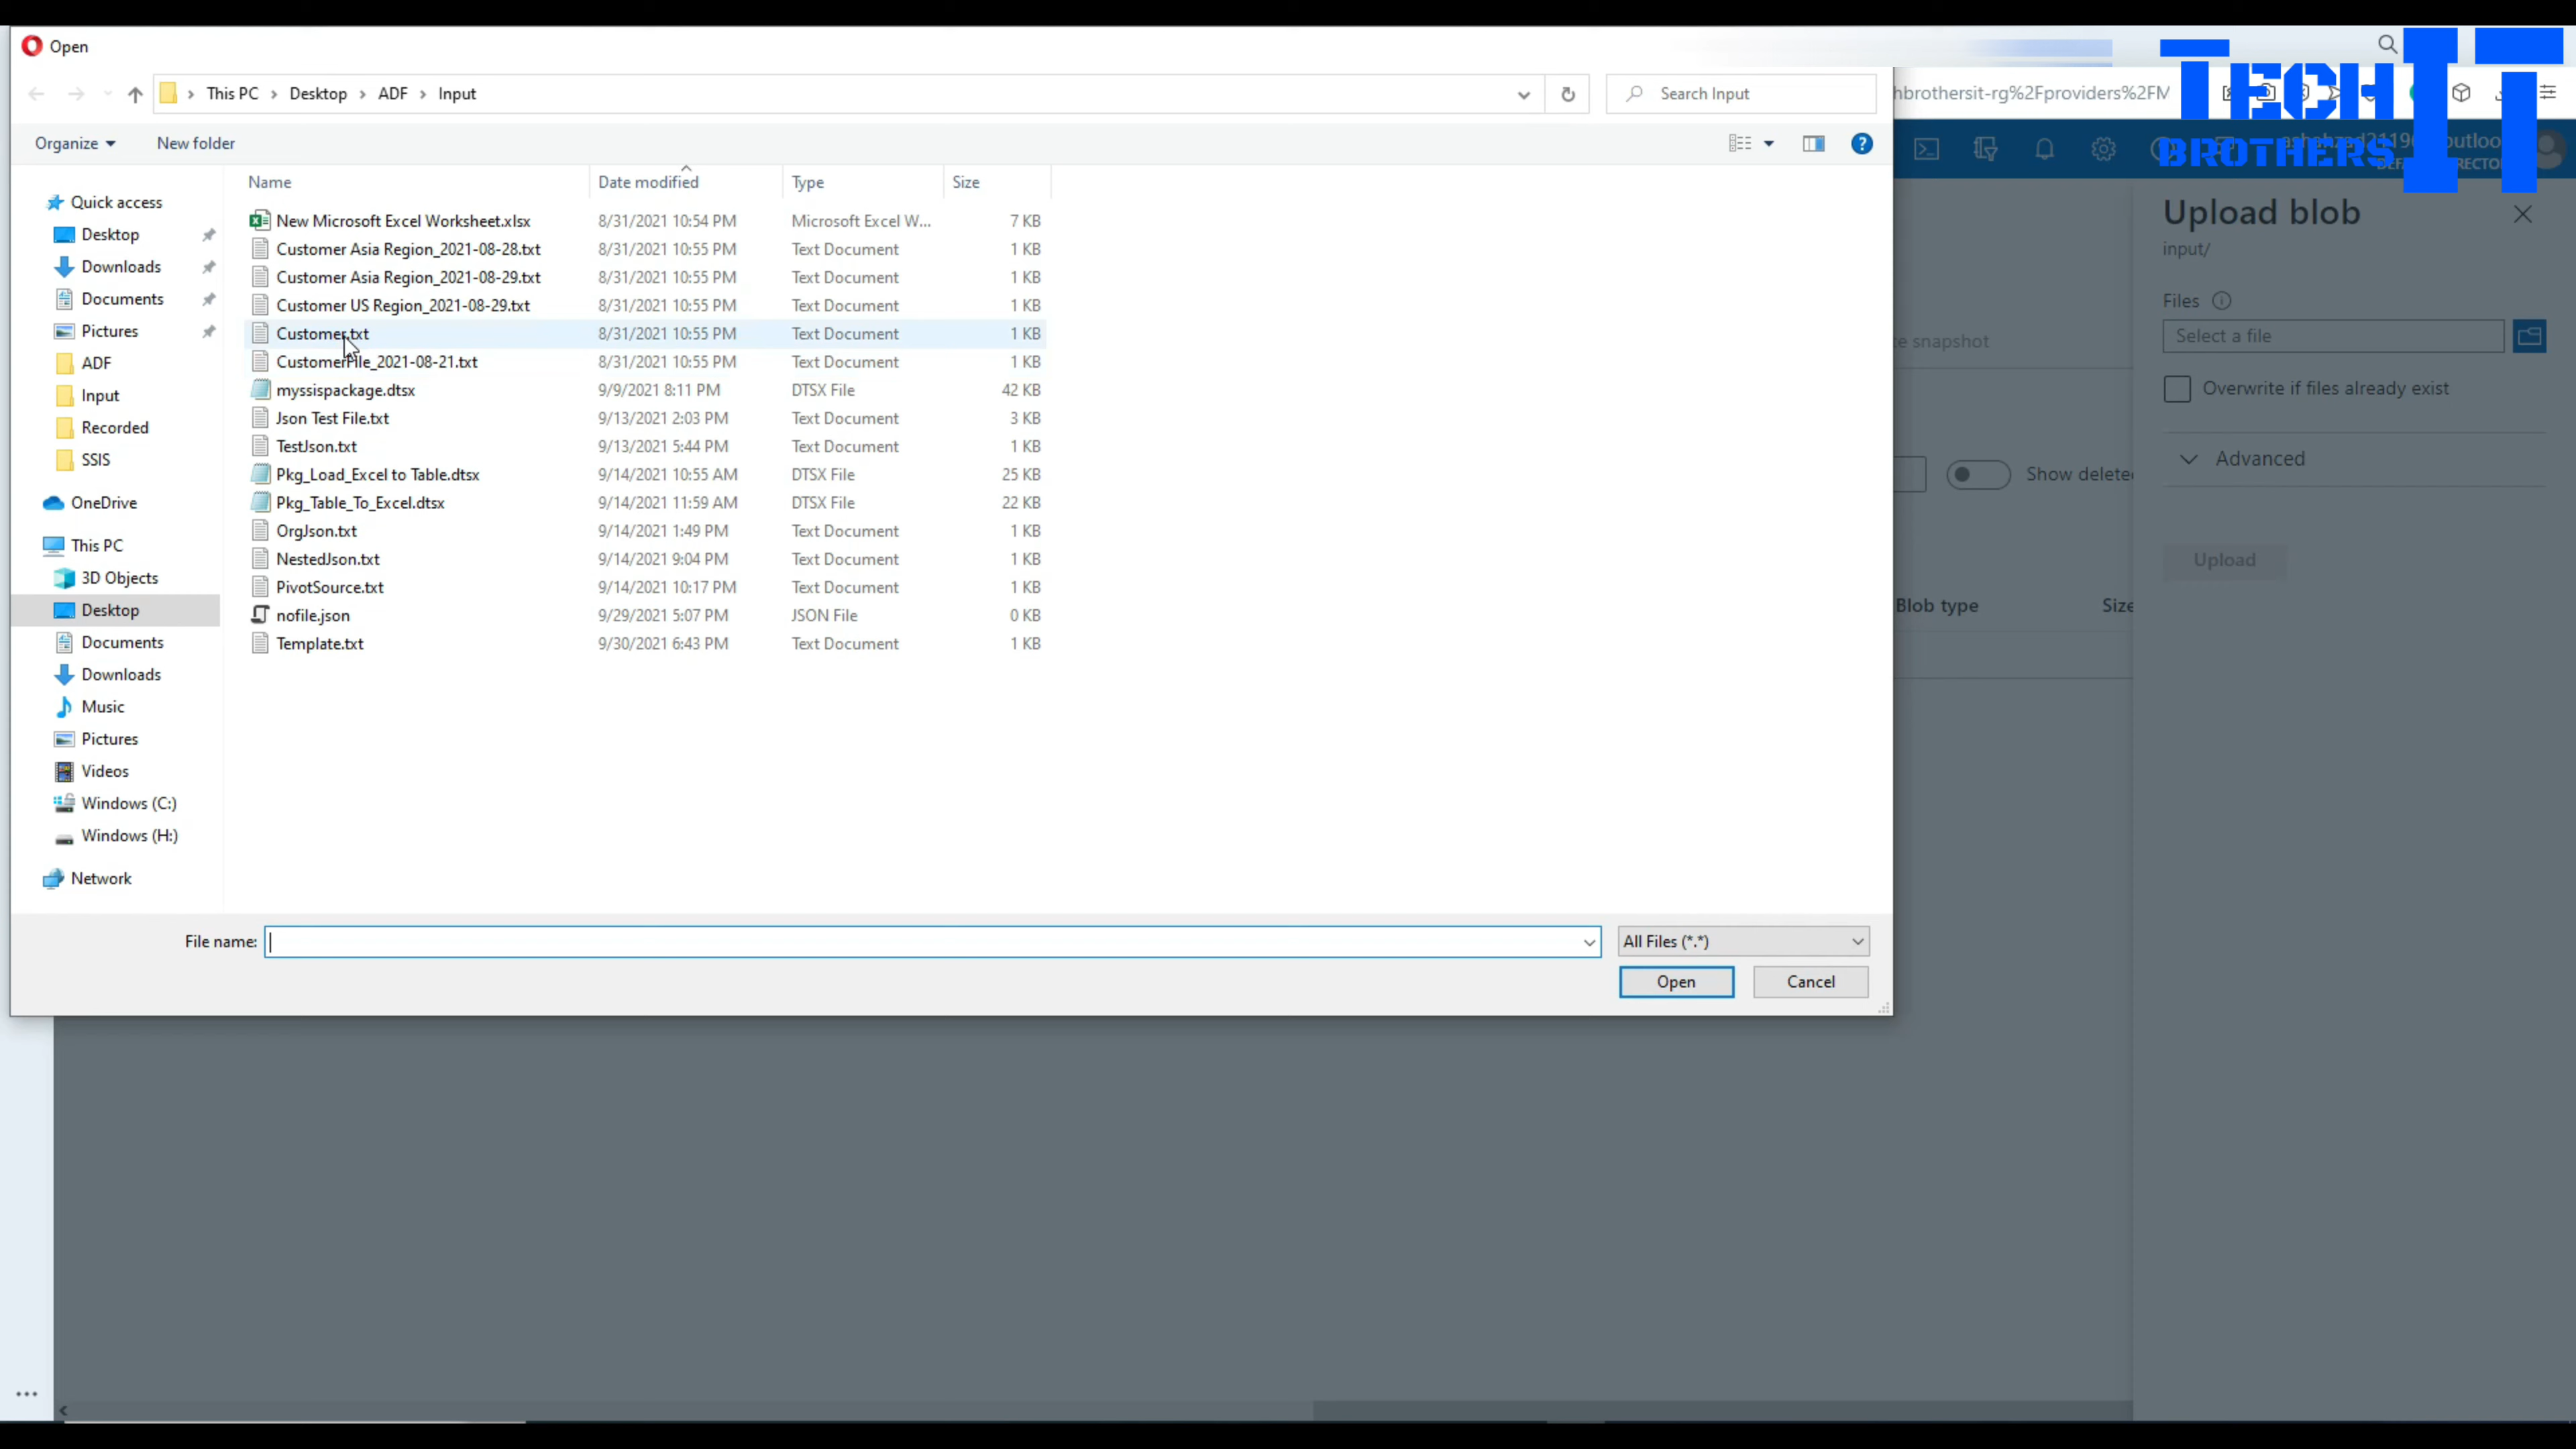 Open
This PC > Desktop > ADF > Input
Search Input
hbrothersit-rg%2Fproviders%2FM
TECH IT
BROTHERS
Organize
New folder
Name Date modified Type Size
New Microsoft Excel Worksheet.xlsx 8/31/2021 10:54 PM Microsoft Excel W... 7 KB
Customer Asia Region_2021-08-28.txt 8/31/2021 10:55 PM Text Document 1 KB
Customer Asia Region_2021-08-29.txt 8/31/2021 10:55 PM Text Document 1 KB
Customer US Region_2021-08-29.txt 8/31/2021 10:55 PM Text Document 1 KB
Customer.txt 8/31/2021 10:55 PM Text Document 1 KB
CustomerFile_2021-08-21.txt 8/31/2021 10:55 PM Text Document 1 KB
myssispackage.dtsx 9/9/2021 8:11 PM DTSX File 42 KB
Json Test File.txt 9/13/2021 2:03 PM Text Document 3 KB
TestJson.txt 9/13/2021 5:44 PM Text Document 1 KB
Pkg_Load_Excel to Table.dtsx 9/14/2021 10:55 AM DTSX File 25 KB
Pkg_Table_To_Excel.dtsx 9/14/2021 11:59 AM DTSX File 22 KB
OrgJson.txt 9/14/2021 1:49 PM Text Document 1 KB
NestedJson.txt 9/14/2021 9:04 PM Text Document 1 KB
PivotSource.txt 9/14/2021 10:17 PM Text Document 1 KB
nofile.json 9/29/2021 5:07 PM JSON File 0 KB
Template.txt 9/30/2021 6:43 PM Text Document 1 KB
Quick access
Desktop
Downloads
Documents
Pictures
ADF
Input
Recorded
SSIS
OneDrive
This PC
3D Objects
Desktop
Documents
Downloads
Music
Pictures
Videos
Windows (C:)
Windows (H:)
Network
File name:
All Files (*.*)
Open
Cancel
e snapshot
Show delete
Blob type Size
Upload blob
input/
Files
Select a file
Overwrite if files already exist
Advanced
Upload